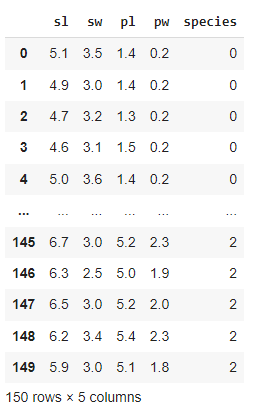 sl sw pl pw species
0 5.1 3.5 1.4 0.2 0
1 4.9 3.0 1.4 0.2 0
2 4.7 3.2 1.3 0.2 0
3 4.6 3.1 1.5 0.2 0
4 5.0 3.6 1.4 0.2 0
... ... ... ... ... ...
145 6.7 3.0 5.2 2.3 2
146 6.3 2.5 5.0 1.9 2
147 6.5 3.0 5.2 2.0 2
148 6.2 3.4 5.4 2.3 2
149 5.9 3.0 5.1 1.8 2
150 rows × 5 columns